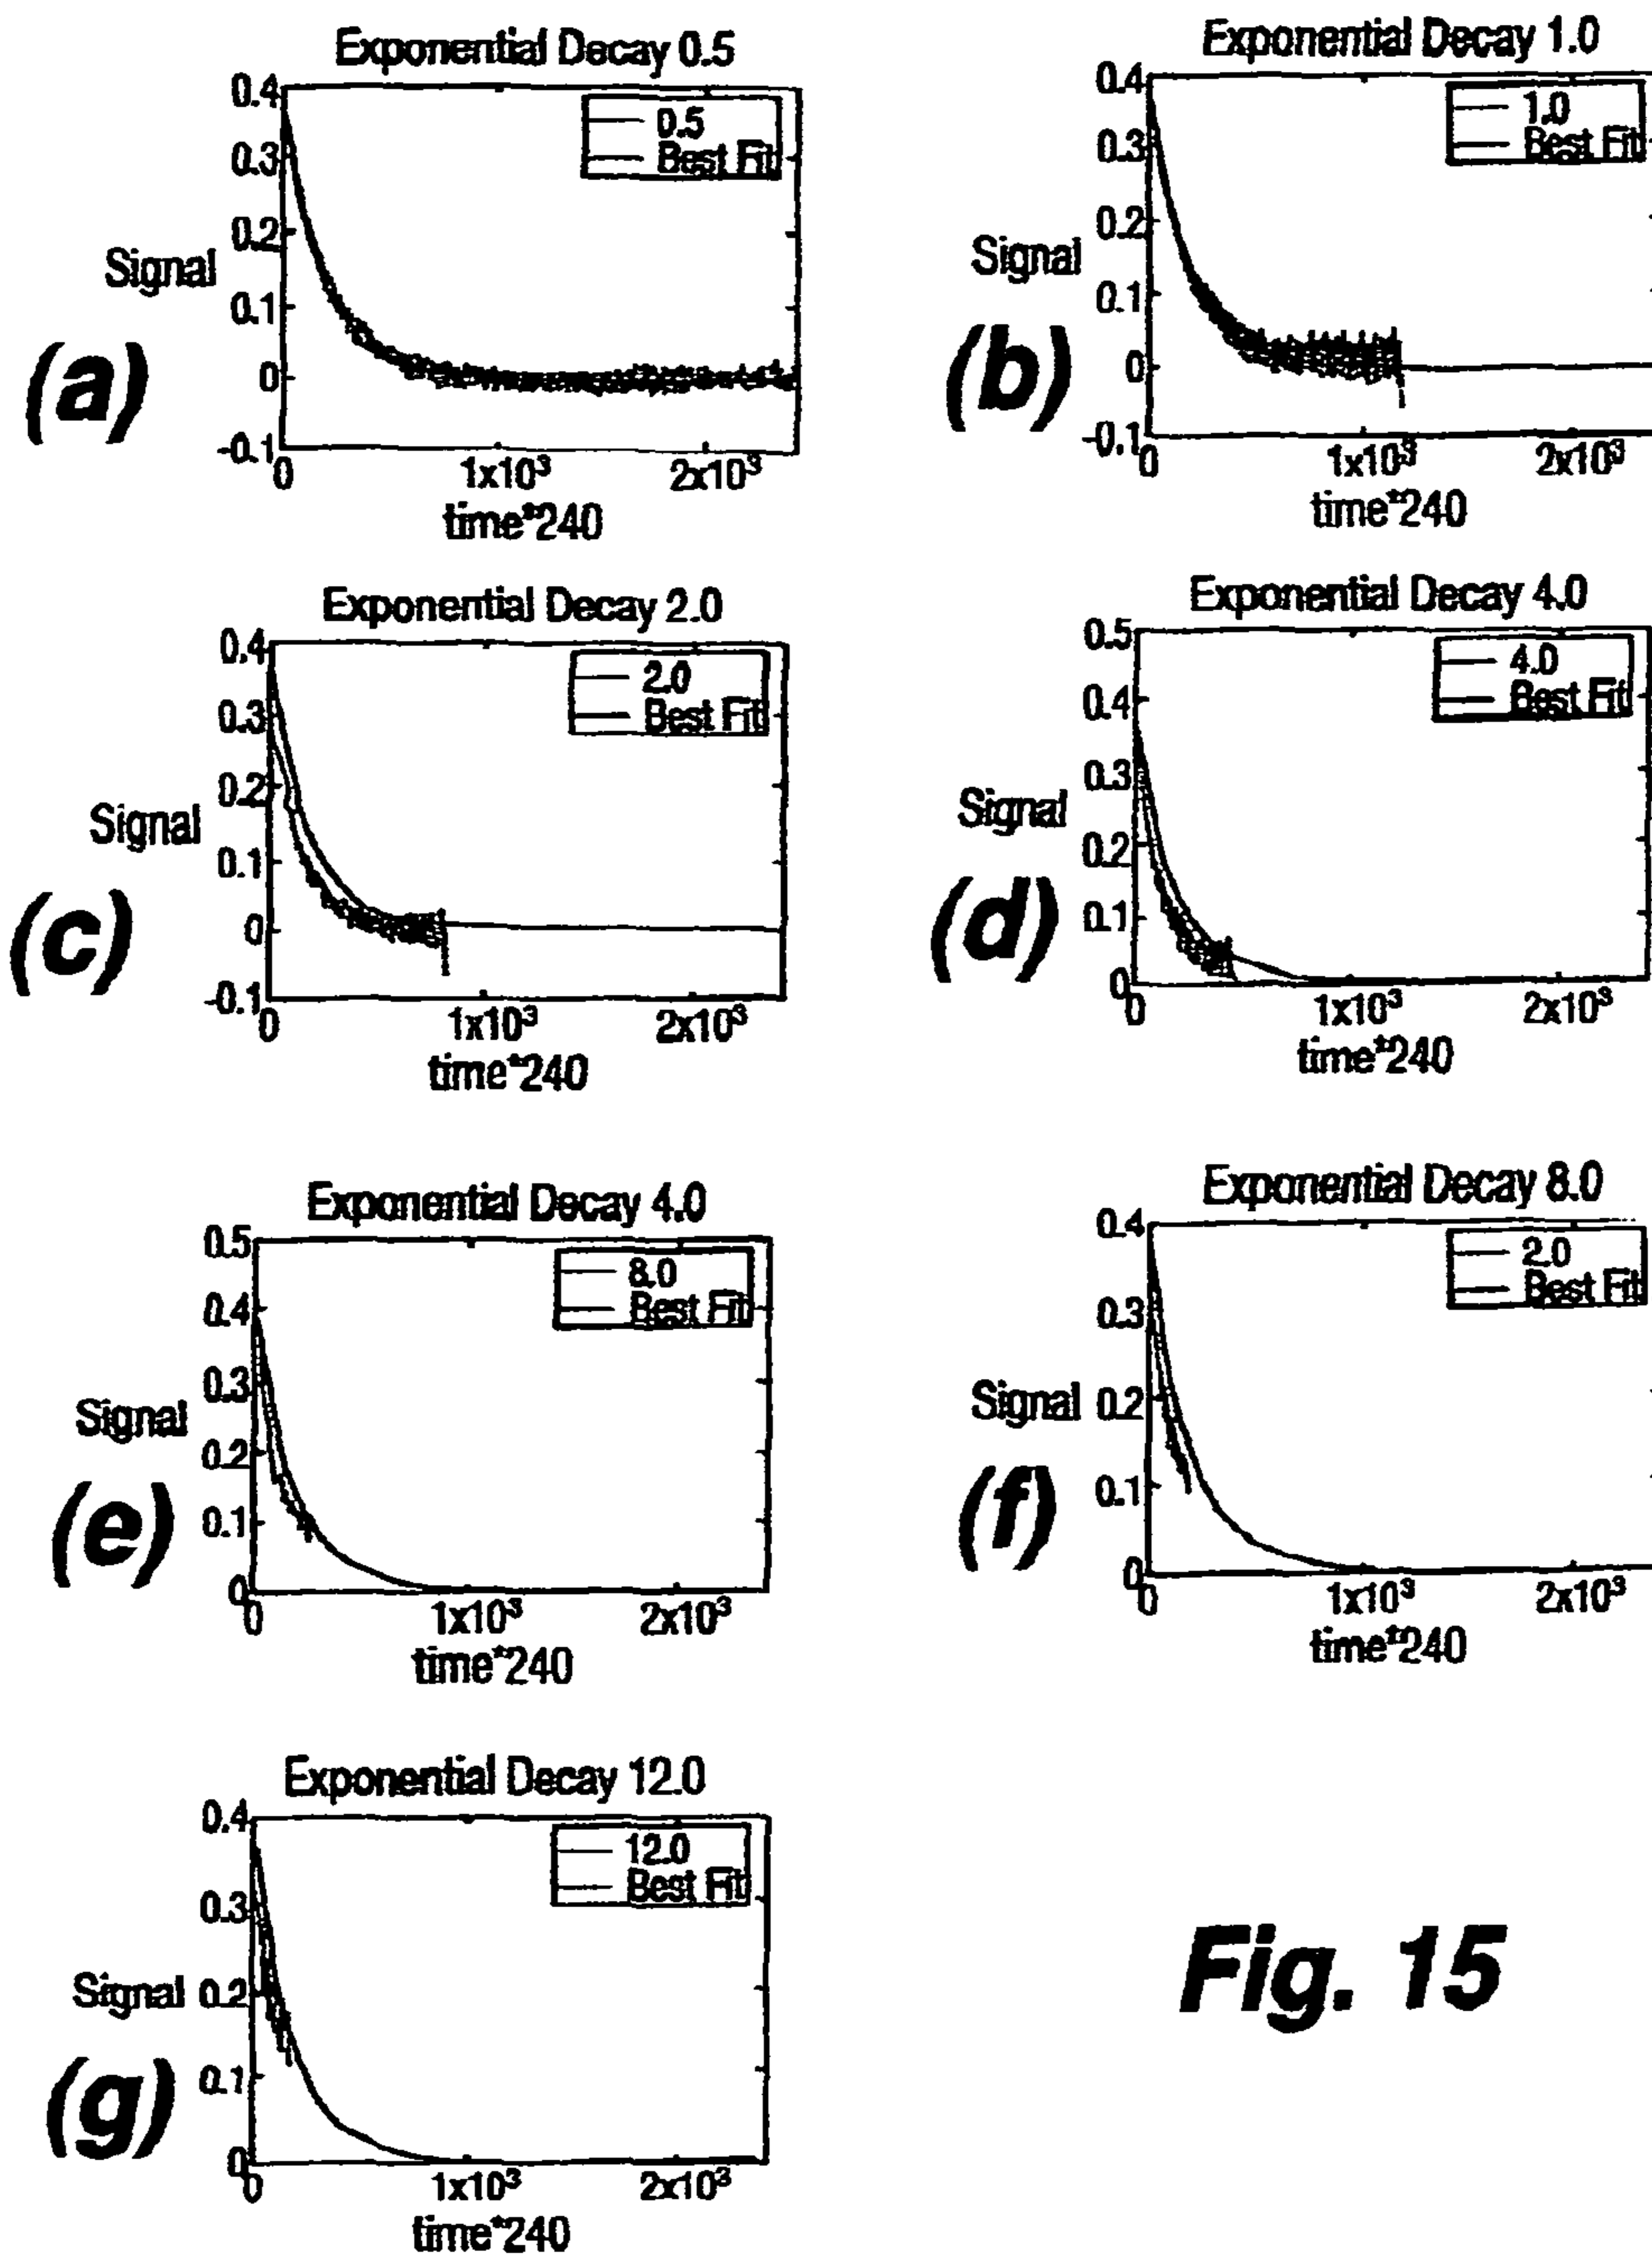 Exponential Decay 0.5
0.4
0.3
0.2
0.1
0
-0.1
Signal
0.5
Best Fit
(a)
0
1x10³
2x10³
time*240
Exponential Decay 1.0
0.4
0.3
0.2
0.1
0
-0.1
Signal
1.0
Best Fit
(b)
0
1x10³
2x10³
time*240
Exponential Decay 2.0
0.4
0.3
0.2
0.1
0
-0.1
Signal
2.0
Best Fit
(c)
0
1x10³
2x10³
time*240
Exponential Decay 4.0
0.5
0.4
0.3
0.2
0.1
0
Signal
4.0
Best Fit
(d)
0
1x10³
2x10³
time*240
Exponential Decay 4.0
0.5
0.4
0.3
0.2
0.1
0
Signal
8.0
Best Fit
(e)
0
1x10³
2x10³
time*240
Exponential Decay 8.0
0.4
0.3
0.2
0.1
0
Signal
2.0
Best Fit
(f)
0
1x10³
2x10³
time*240
Exponential Decay 12.0
0.4
0.3
0.2
0.1
0
Signal
12.0
Best Fit
(g)
0
1x10³
2x10³
time*240
Fig. 15